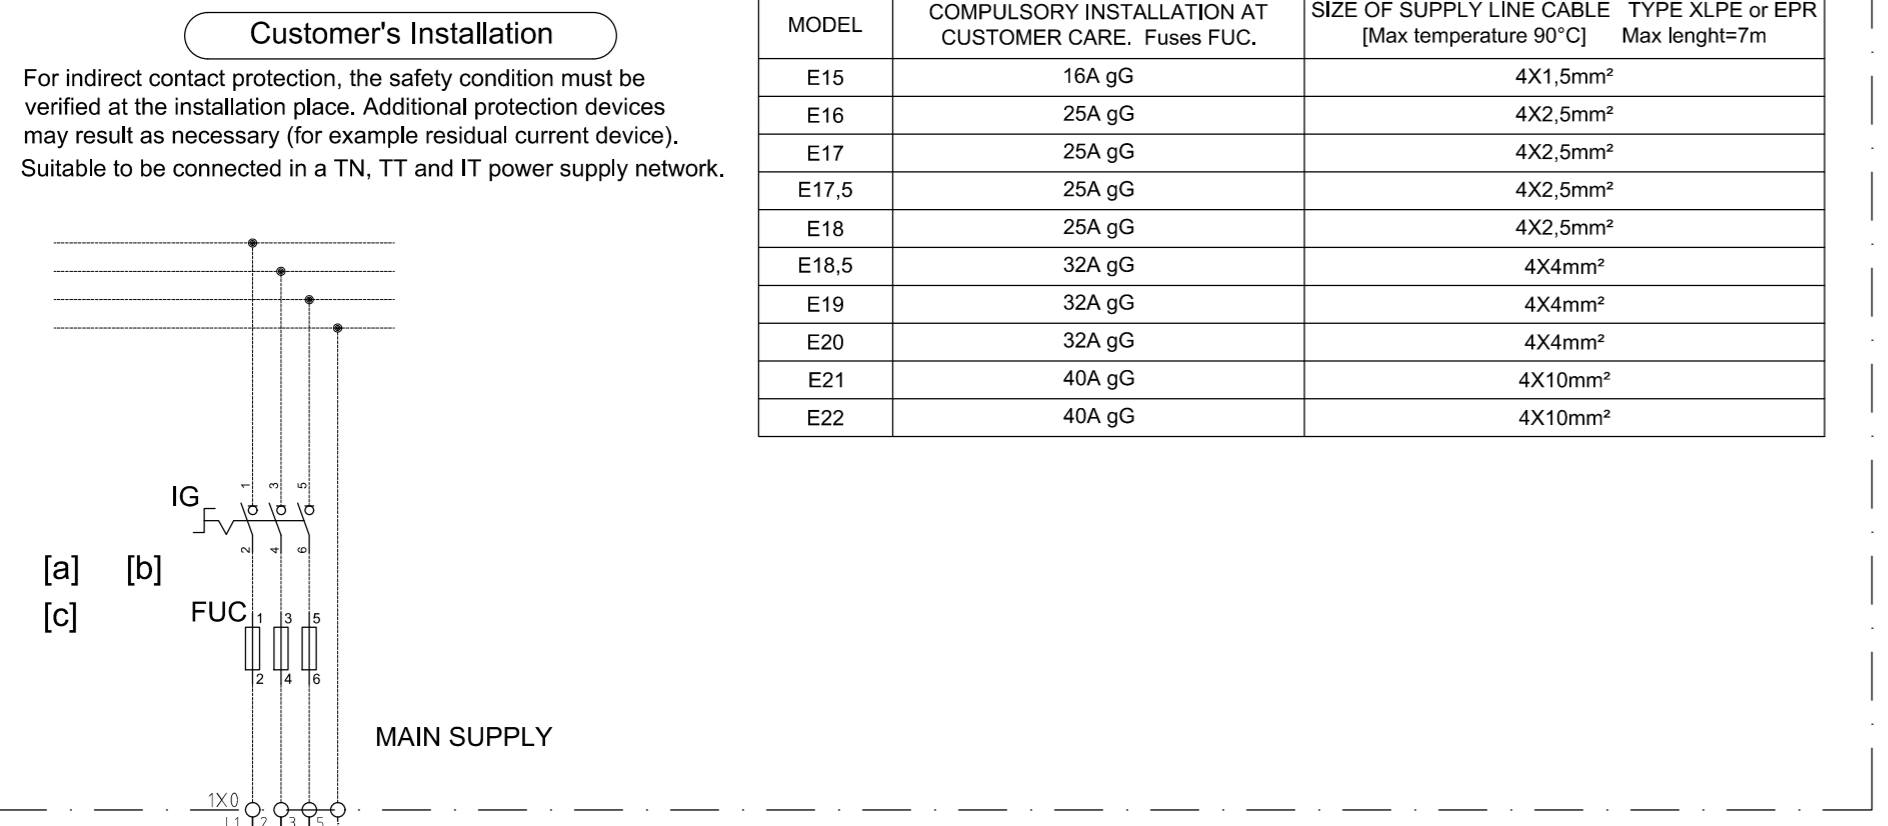 Customer's Installation
For indirect contact protection, the safety condition must be
verified at the installation place. Additional protection devices
may result as necessary (for example residual current device).
Suitable to be connected in a TN, TT and IT power supply network.
MODEL
COMPULSORY INSTALLATION AT
CUSTOMER CARE. Fuses FUC.
SIZE OF SUPPLY LINE CABLE TYPE XLPE or EPR
[Max temperature 90°C] Max lenght=7m
E15 16A gG 4X1,5mm²
E16 25A gG 4X2,5mm²
E17 25A gG 4X2,5mm²
E17,5 25A gG 4X2,5mm²
E18 25A gG 4X2,5mm²
E18,5 32A gG 4X4mm²
E19 32A gG 4X4mm²
E20 32A gG 4X4mm²
E21 40A gG 4X10mm²
E22 40A gG 4X10mm²
1 3 5
IG
2 4 6
[a] [b]
[c]
FUC 1 3 5
2 4 6
MAIN SUPPLY
1X0
L1 2 3 5